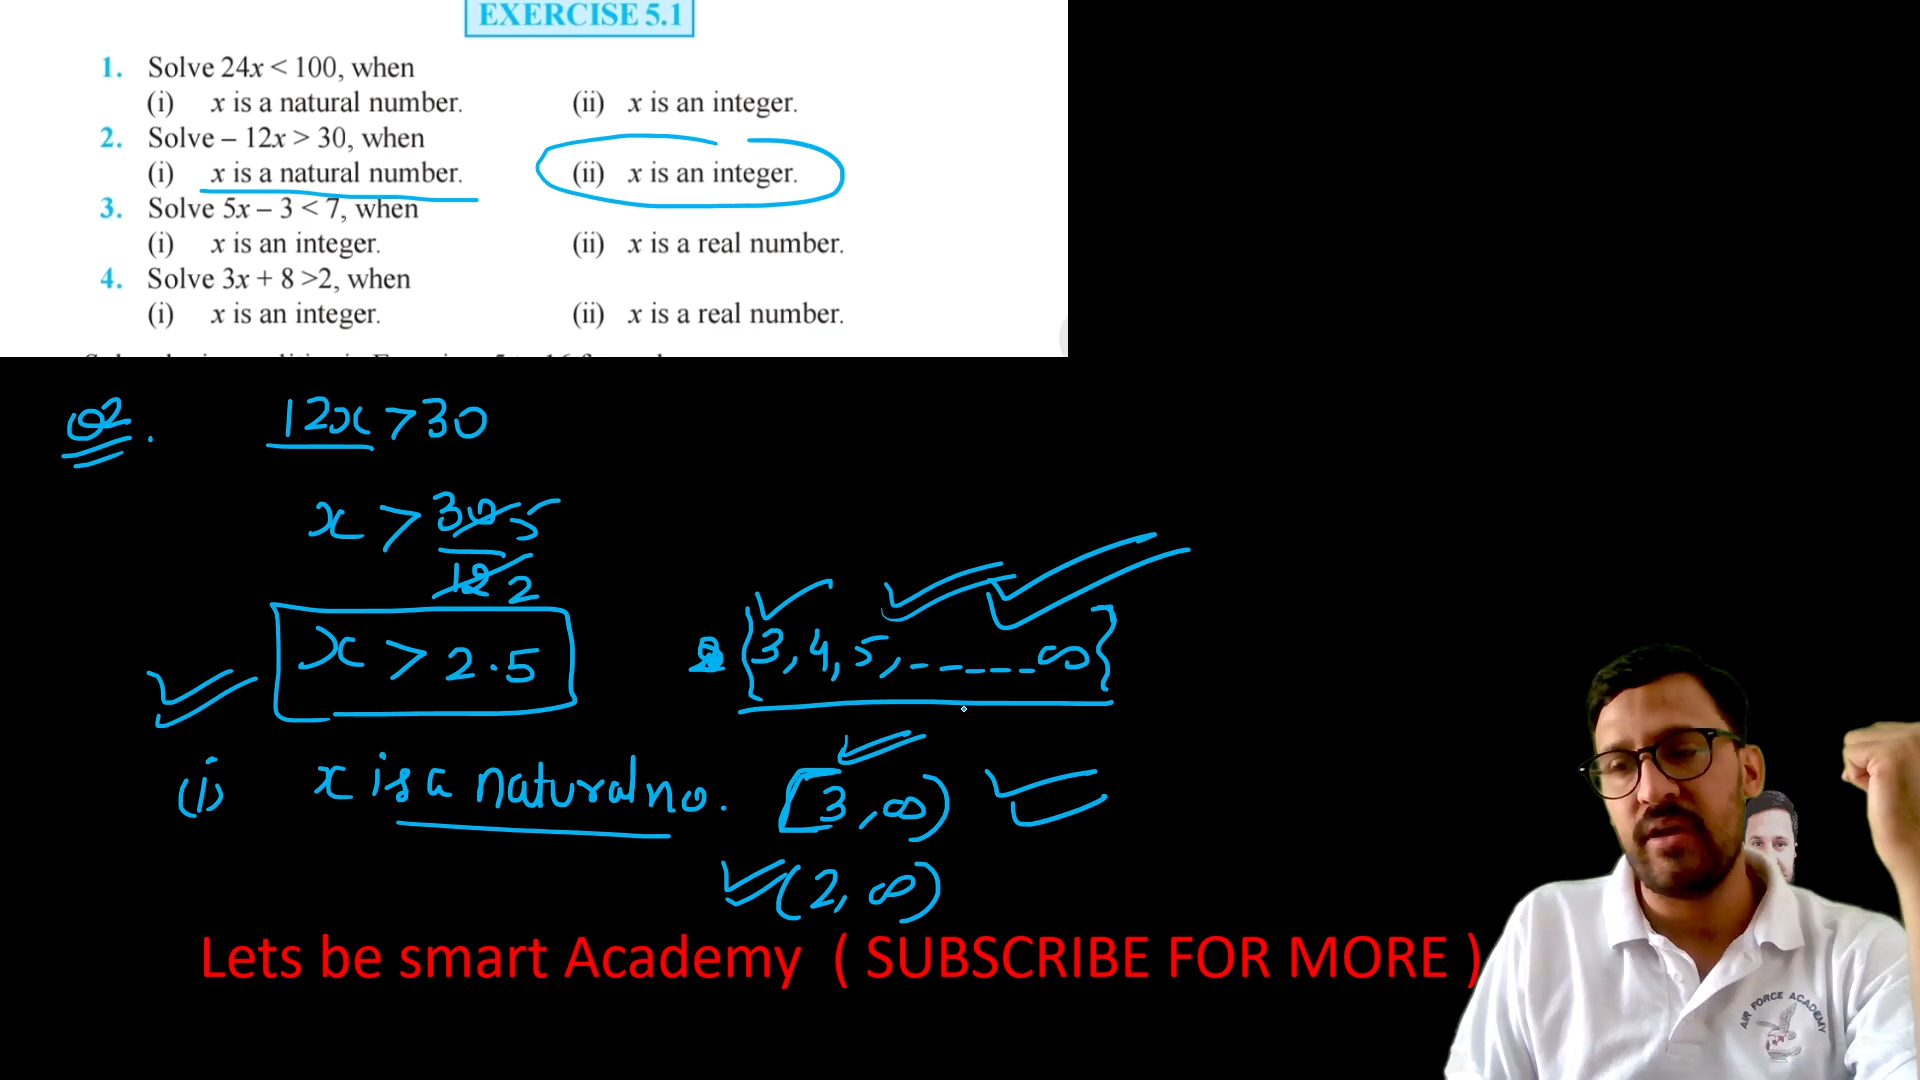 EXERCISE 5.1
1. Solve 24x < 100, when
(i) x is a natural number. (ii) x is an integer.
2. Solve – 12x > 30, when
(i) x is a natural number. (ii) x is an integer.
3. Solve 5x – 3 < 7, when
(i) x is an integer. (ii) x is a real number.
4. Solve 3x + 8 >2, when
(i) x is an integer. (ii) x is a real number.
Q2. 12x > 30
x > 30 5
12 2
x > 2.5
{3, 4, 5, ----- ∞}
(i) x is a natural no. [3, ∞)
(2, ∞)
Lets be smart Academy ( SUBSCRIBE FOR MORE )
AIR FORCE ACADEMY